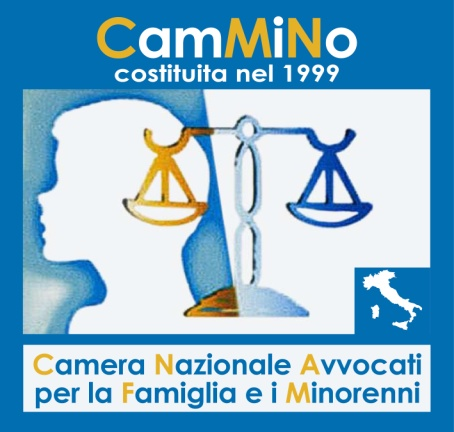 CamMiNo
costituita nel 1999
Camera Nazionale Avvocati
per la Famiglia e i Minorenni